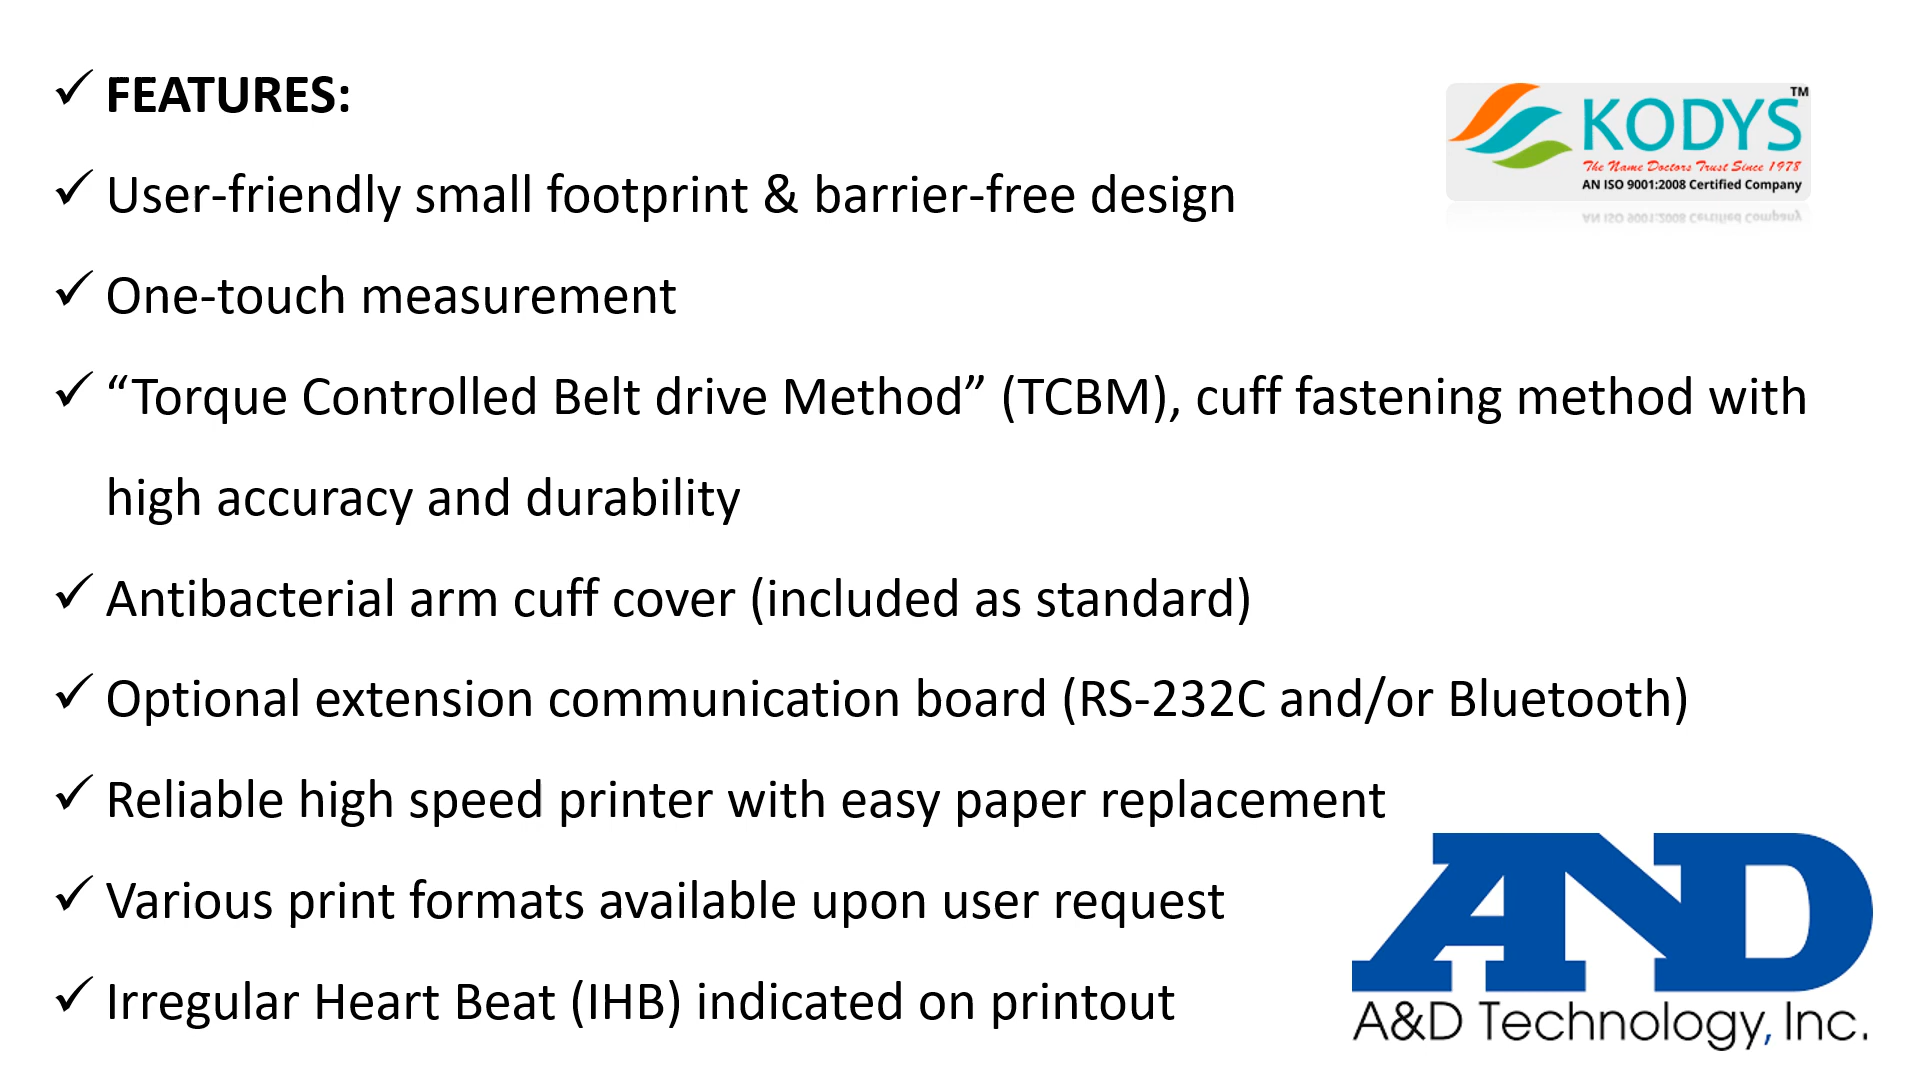 FEATURES:
User-friendly small footprint & barrier-free design
One-touch measurement
“Torque Controlled Belt drive Method” (TCBM), cuff fastening method with
high accuracy and durability
Antibacterial arm cuff cover (included as standard)
Optional extension communication board (RS-232C and/or Bluetooth)
Reliable high speed printer with easy paper replacement
Various print formats available upon user request
Irregular Heart Beat (IHB) indicated on printout
KODYS™
The Name Doctors Trust Since 1978
AN ISO 9001:2008 Certified Company
AND
A&D Technology, Inc.